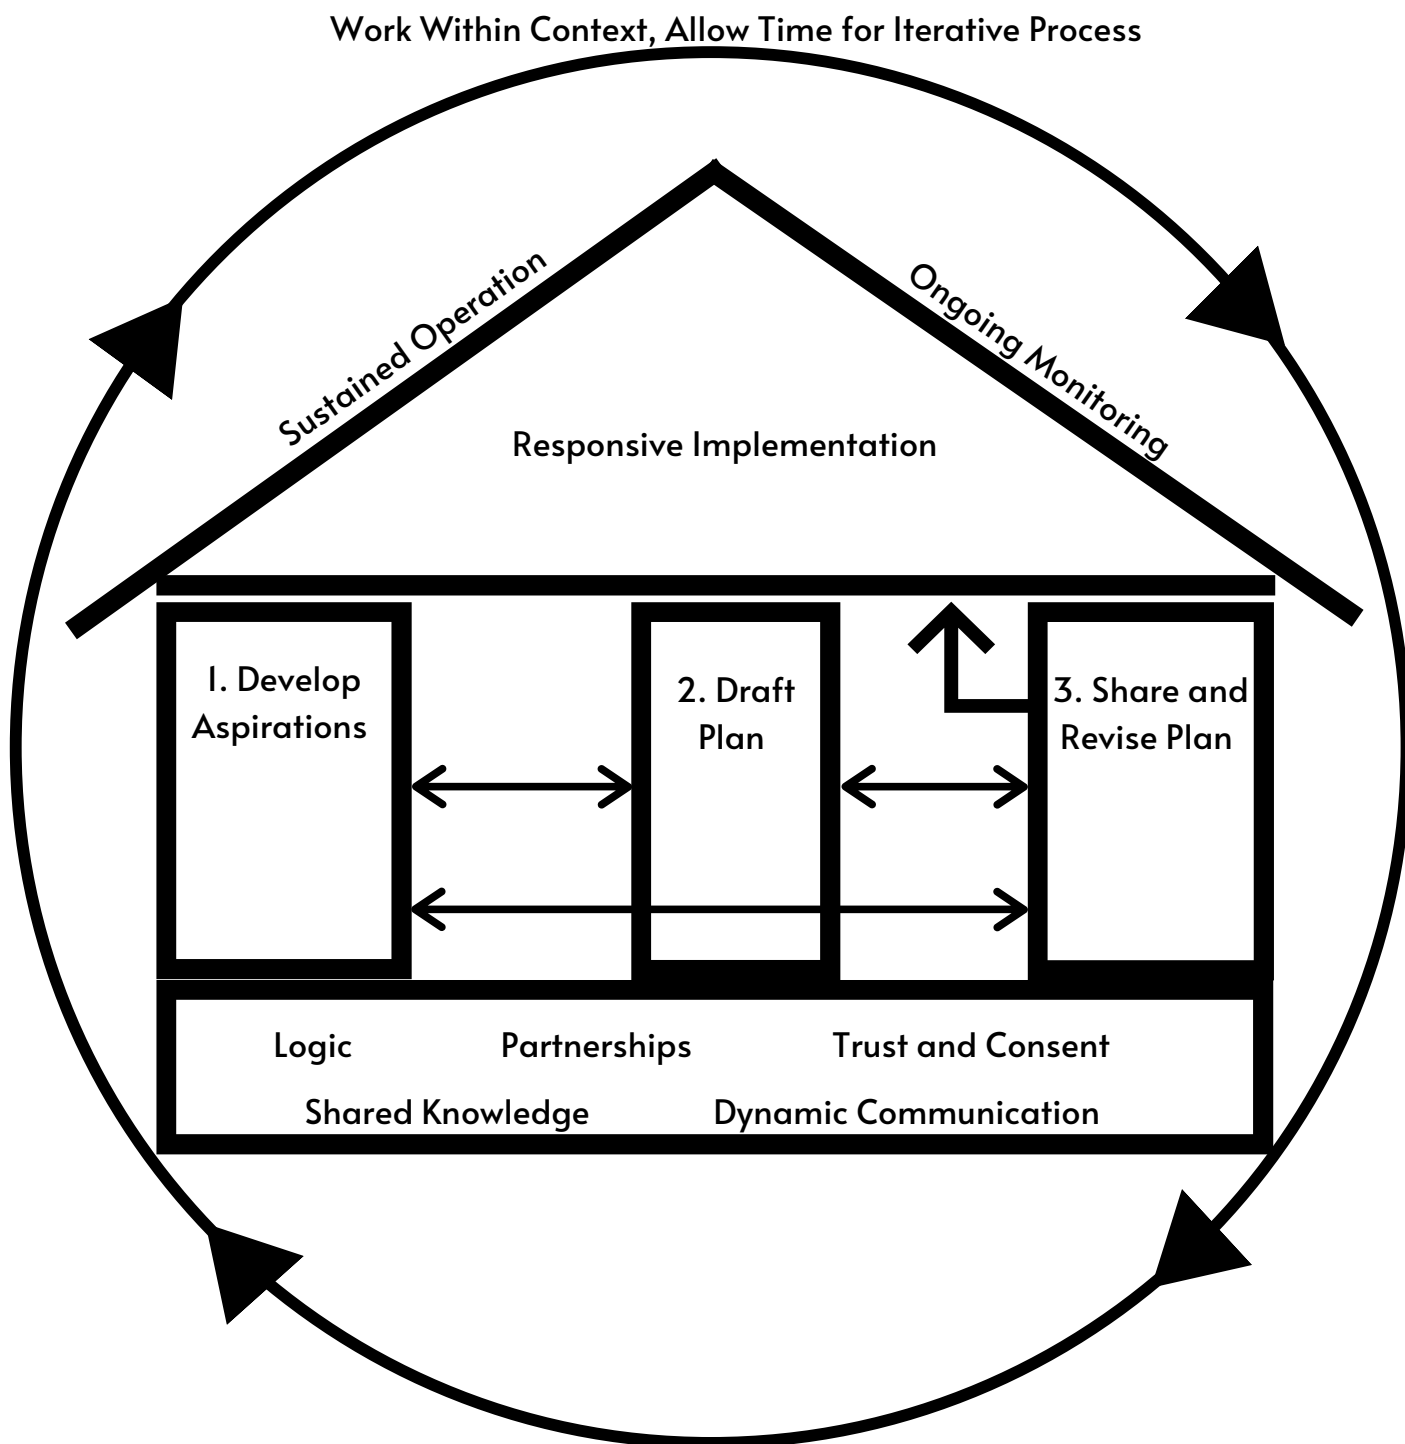 Work Within Context, Allow Time for Iterative Process
Sustained Operation
Ongoing Monitoring
Responsive Implementation
1. Develop
Aspirations
2. Draft
Plan
3. Share and
Revise Plan
Logic
Partnerships
Trust and Consent
Shared Knowledge
Dynamic Communication